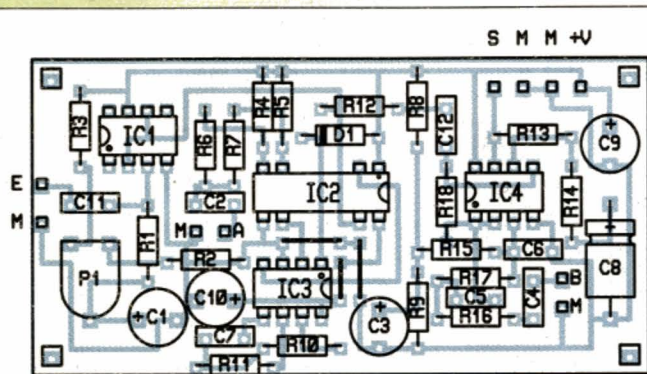 S M M +V
R3
IC1
R6
R7
R4
R5
R12
D1
R8
C12
R13
+
C9
E
M
C11
R1
C2
IC2
R18
IC4
R14
M
A
P1
R2
R15
C6
+
C8
+C1
C10+
IC3
+
C3
R9
R17
C5
R16
C4
B
M
C7
R11
R10